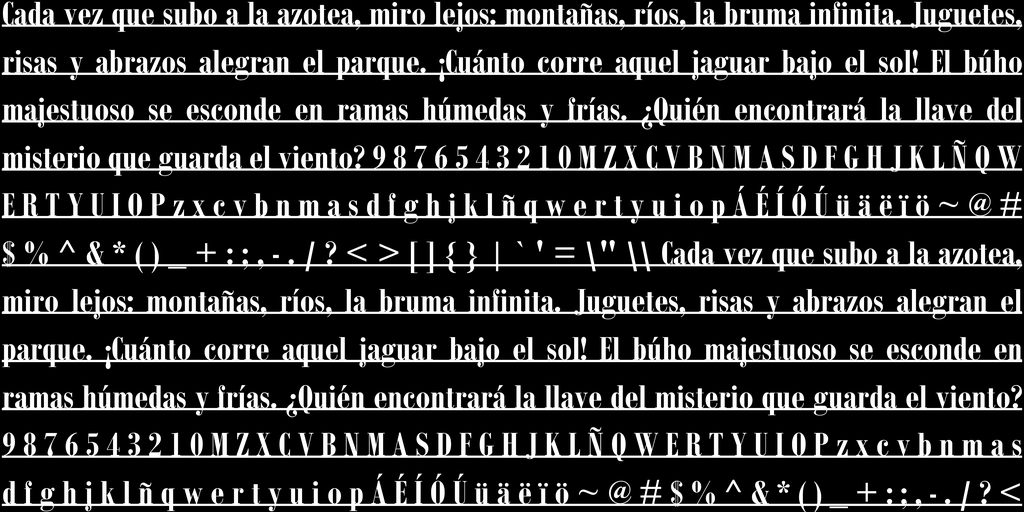 Cada vez que subo a la azotea, miro lejos: montañas, ríos, la bruma infinita. Juguetes,
risas y abrazos alegran el parque. ¡Cuánto corre aquel jaguar bajo el sol! El búho
majestuoso se esconde en ramas húmedas y frías. ¿Quién encontrará la llave del
misterio que guarda el viento? 9 8 7 6 5 4 3 2 1 0 M Z X C V B N M A S D F G H J K L Ñ Q W
E R T Y U I O P z x c v b n m a s d f g h j k l ñ q w e r t y u i o p Á É Í Ó Ú ü ä ë ï ö ~ @ #
$ % ^ & * ( ) _ + : ; , - . / ? < > [ ] { } | ` ' = \" \\ Cada vez que subo a la azotea,
miro lejos: montañas, ríos, la bruma infinita. Juguetes, risas y abrazos alegran el
parque. ¡Cuánto corre aquel jaguar bajo el sol! El búho majestuoso se esconde en
ramas húmedas y frías. ¿Quién encontrará la llave del misterio que guarda el viento?
9 8 7 6 5 4 3 2 1 0 M Z X C V B N M A S D F G H J K L Ñ Q W E R T Y U I O P z x c v b n m a s
d f g h j k l ñ q w e r t y u i o p Á É Í Ó Ú ü ä ë ï ö ~ @ # $ % ^ & * ( ) _ + : ; , - . / ? <